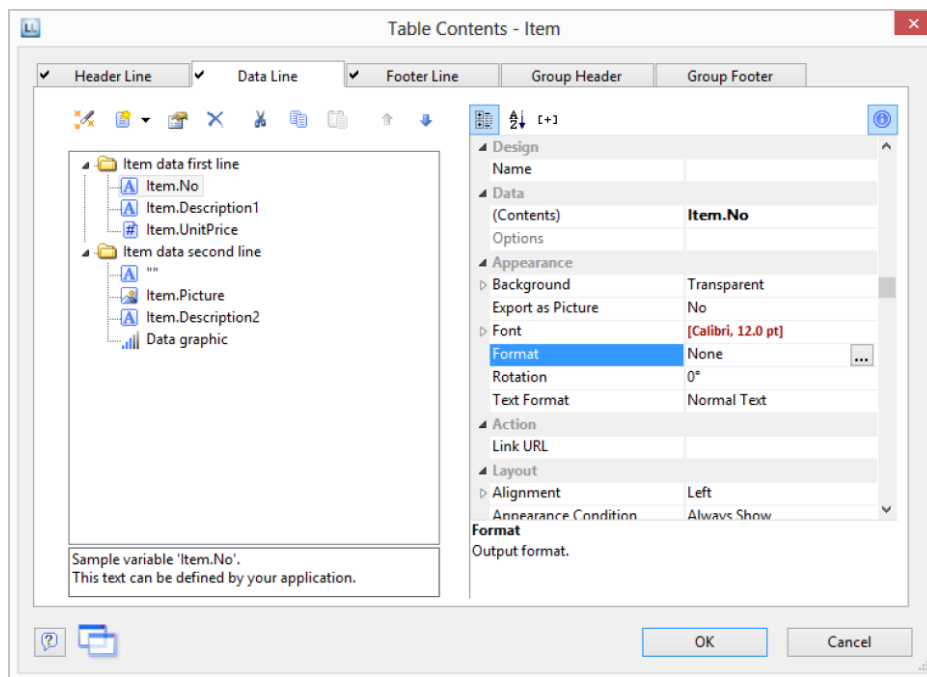 LL
Table Contents - Item
Header Line
Data Line
Footer Line
Group Header
Group Footer
A
Z
[+]
Item data first line
A Item.No
A Item.Description1
# Item.UnitPrice
Item data second line
A ""
Item.Picture
A Item.Description2
Data graphic
Design
Name
Data
(Contents) Item.No
Options
Appearance
Background Transparent
Export as Picture No
Font [Calibri, 12.0 pt]
Format None ...
Rotation 0°
Text Format Normal Text
Action
Link URL
Layout
Alignment Left
Appearance Condition Always Show
Format
Output format.
Sample variable 'Item.No'.
This text can be defined by your application.
?
OK
Cancel